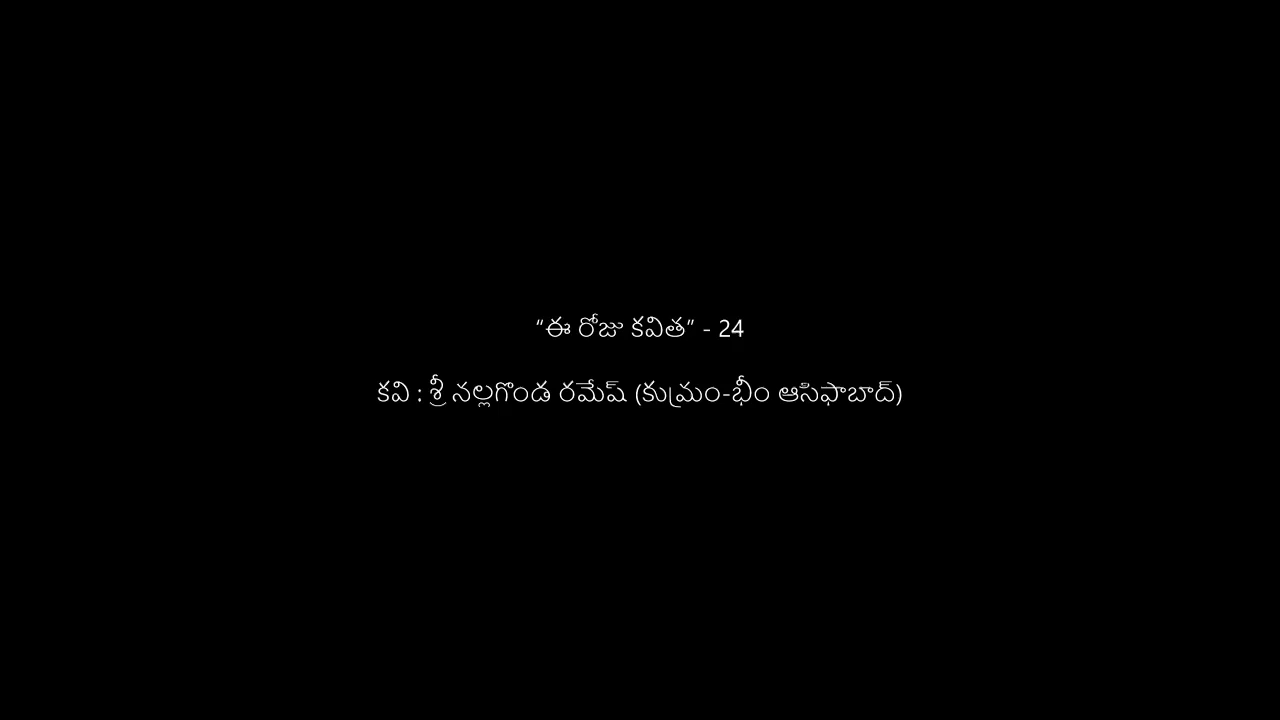 “ఈ రోజు కవిత” - 24
కవి : శ్రీ నల్లగొండ రమేష్ (కుమ్రం-భీం ఆసిఫాబాద్)